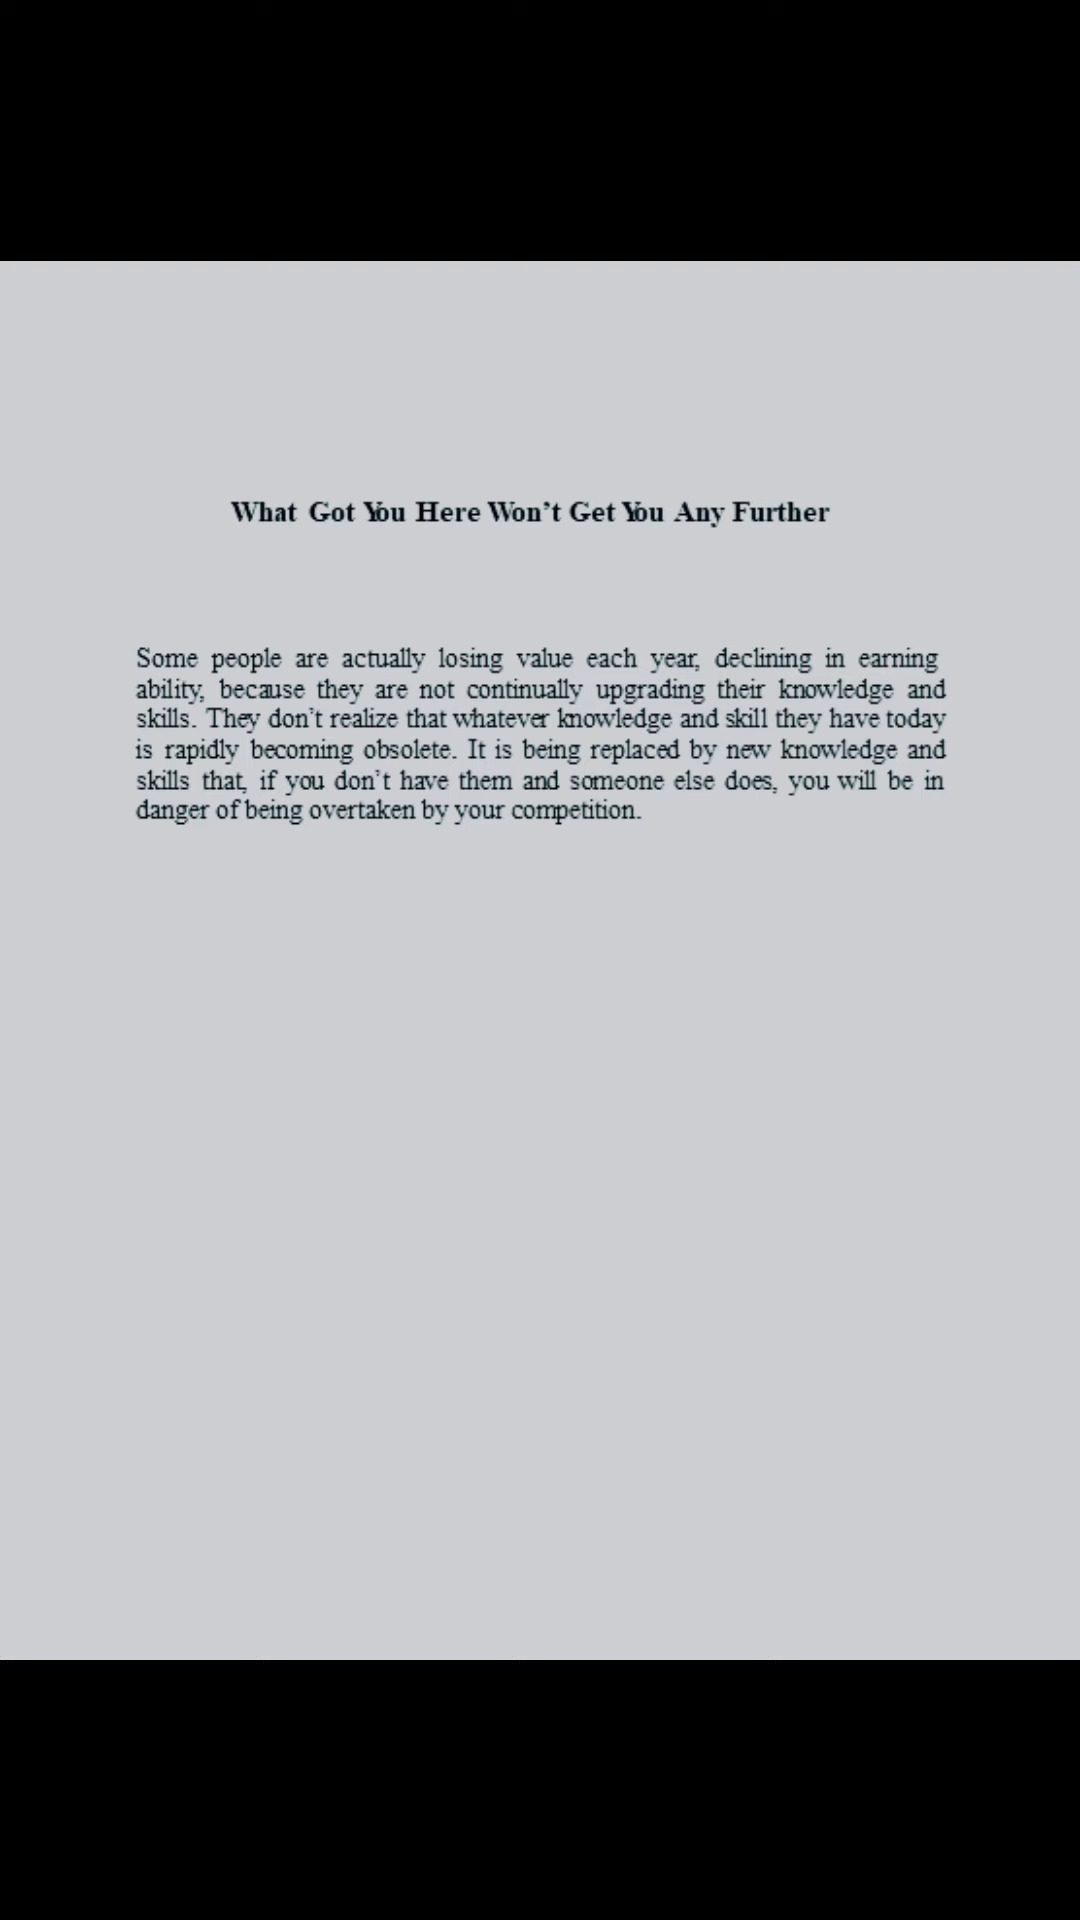 What Got You Here Won't Get You Any Further
Some people are actually losing value each year, declining in earning
ability, because they are not continually upgrading their knowledge and
skills. They don't realize that whatever knowledge and skill they have today
is rapidly becoming obsolete. It is being replaced by new knowledge and
skills that, if you don't have them and someone else does, you will be in
danger of being overtaken by your competition.